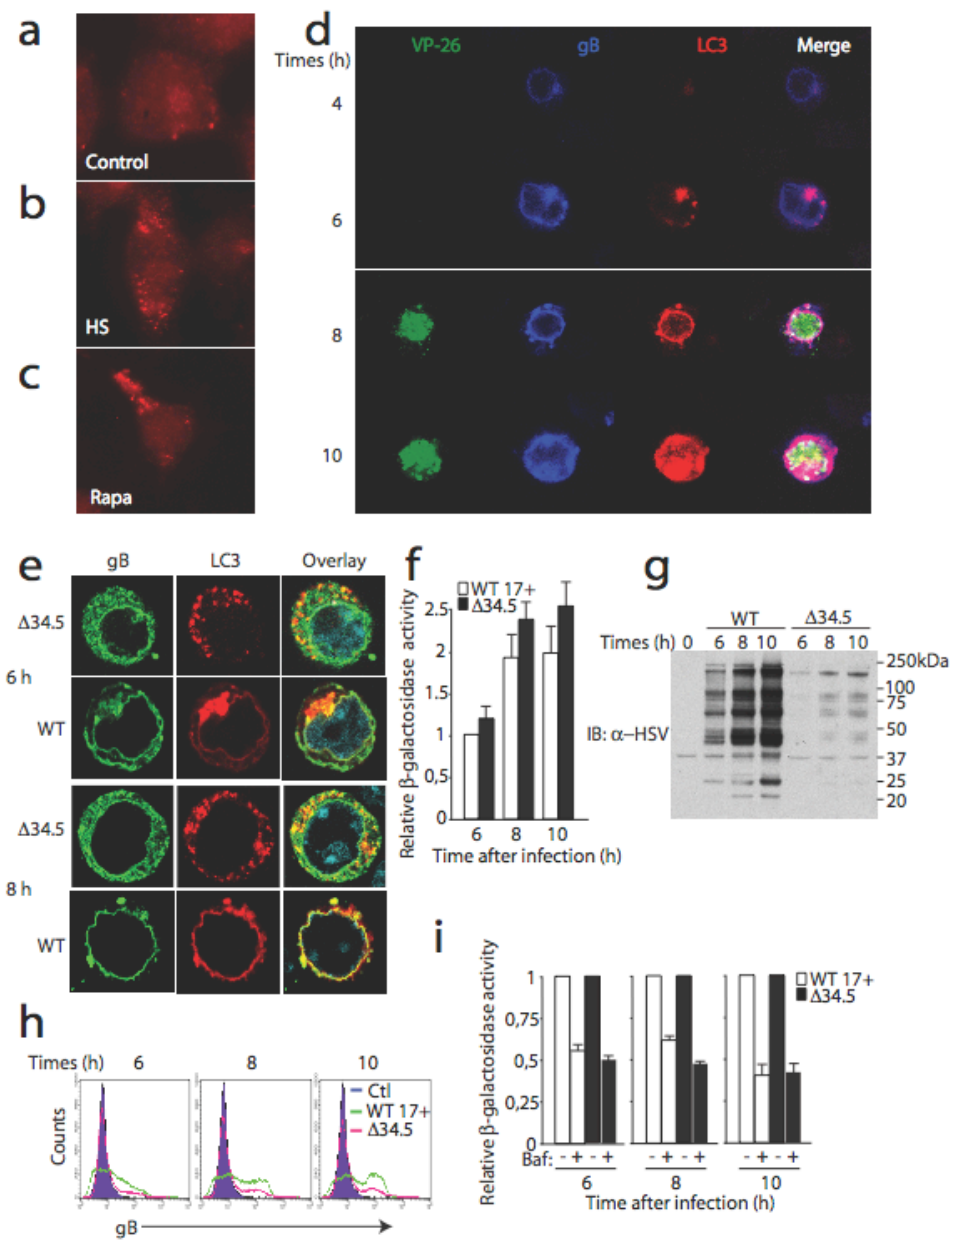 a
Control
b
HS
c
Rapa
d
VP-26 gB LC3 Merge
Times (h)
4
6
8
10
e
gB LC3 Overlay
Δ34.5
6 h
WT
Δ34.5
8 h
WT
f
WT 17+
Δ34.5
Relative β-galactosidase activity
2.5
2
1.5
1
0,5
0
6 8 10
Time after infection (h)
g
WT Δ34.5
Times (h) 0 6 8 10 6 8 10
IB: α–HSV
250kDa
100
75
50
37
25
20
h
Times (h) 6 8 10
Ctl
WT 17+
Δ34.5
Counts
gB
i
WT 17+
Δ34.5
Relative β-galactosidase activity
1
0,75
0,5
0,25
0
Baf: - + - + - + - + - + - +
6 8 10
Time after infection (h)